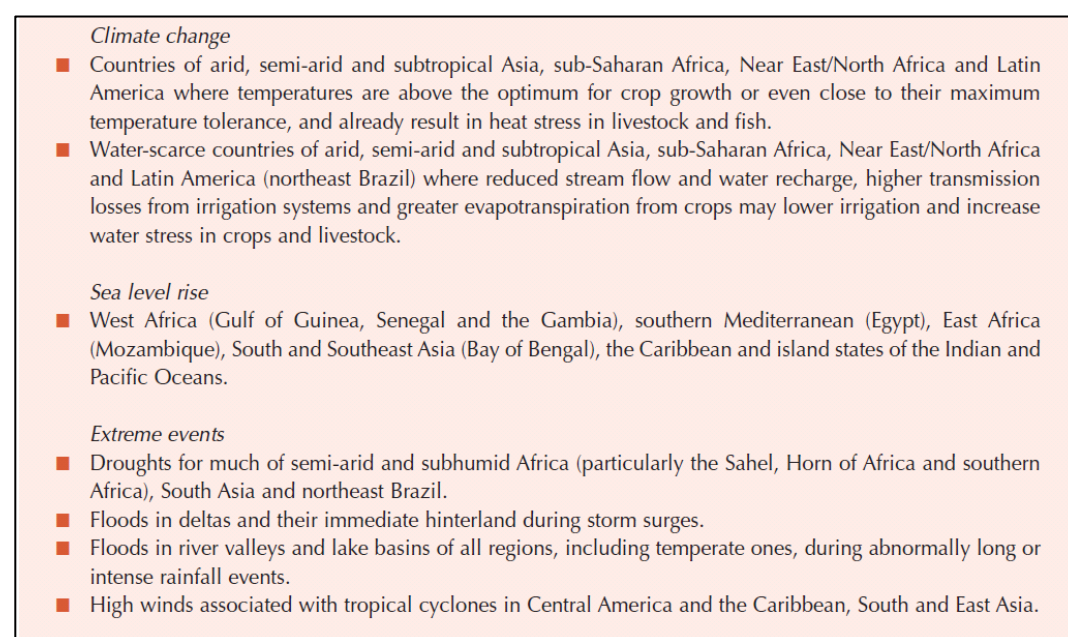 Climate change
■ Countries of arid, semi-arid and subtropical Asia, sub-Saharan Africa, Near East/North Africa and Latin
America where temperatures are above the optimum for crop growth or even close to their maximum
temperature tolerance, and already result in heat stress in livestock and fish.
■ Water-scarce countries of arid, semi-arid and subtropical Asia, sub-Saharan Africa, Near East/North Africa
and Latin America (northeast Brazil) where reduced stream flow and water recharge, higher transmission
losses from irrigation systems and greater evapotranspiration from crops may lower irrigation and increase
water stress in crops and livestock.
Sea level rise
■ West Africa (Gulf of Guinea, Senegal and the Gambia), southern Mediterranean (Egypt), East Africa
(Mozambique), South and Southeast Asia (Bay of Bengal), the Caribbean and island states of the Indian and
Pacific Oceans.
Extreme events
■ Droughts for much of semi-arid and subhumid Africa (particularly the Sahel, Horn of Africa and southern
Africa), South Asia and northeast Brazil.
■ Floods in deltas and their immediate hinterland during storm surges.
■ Floods in river valleys and lake basins of all regions, including temperate ones, during abnormally long or
intense rainfall events.
■ High winds associated with tropical cyclones in Central America and the Caribbean, South and East Asia.